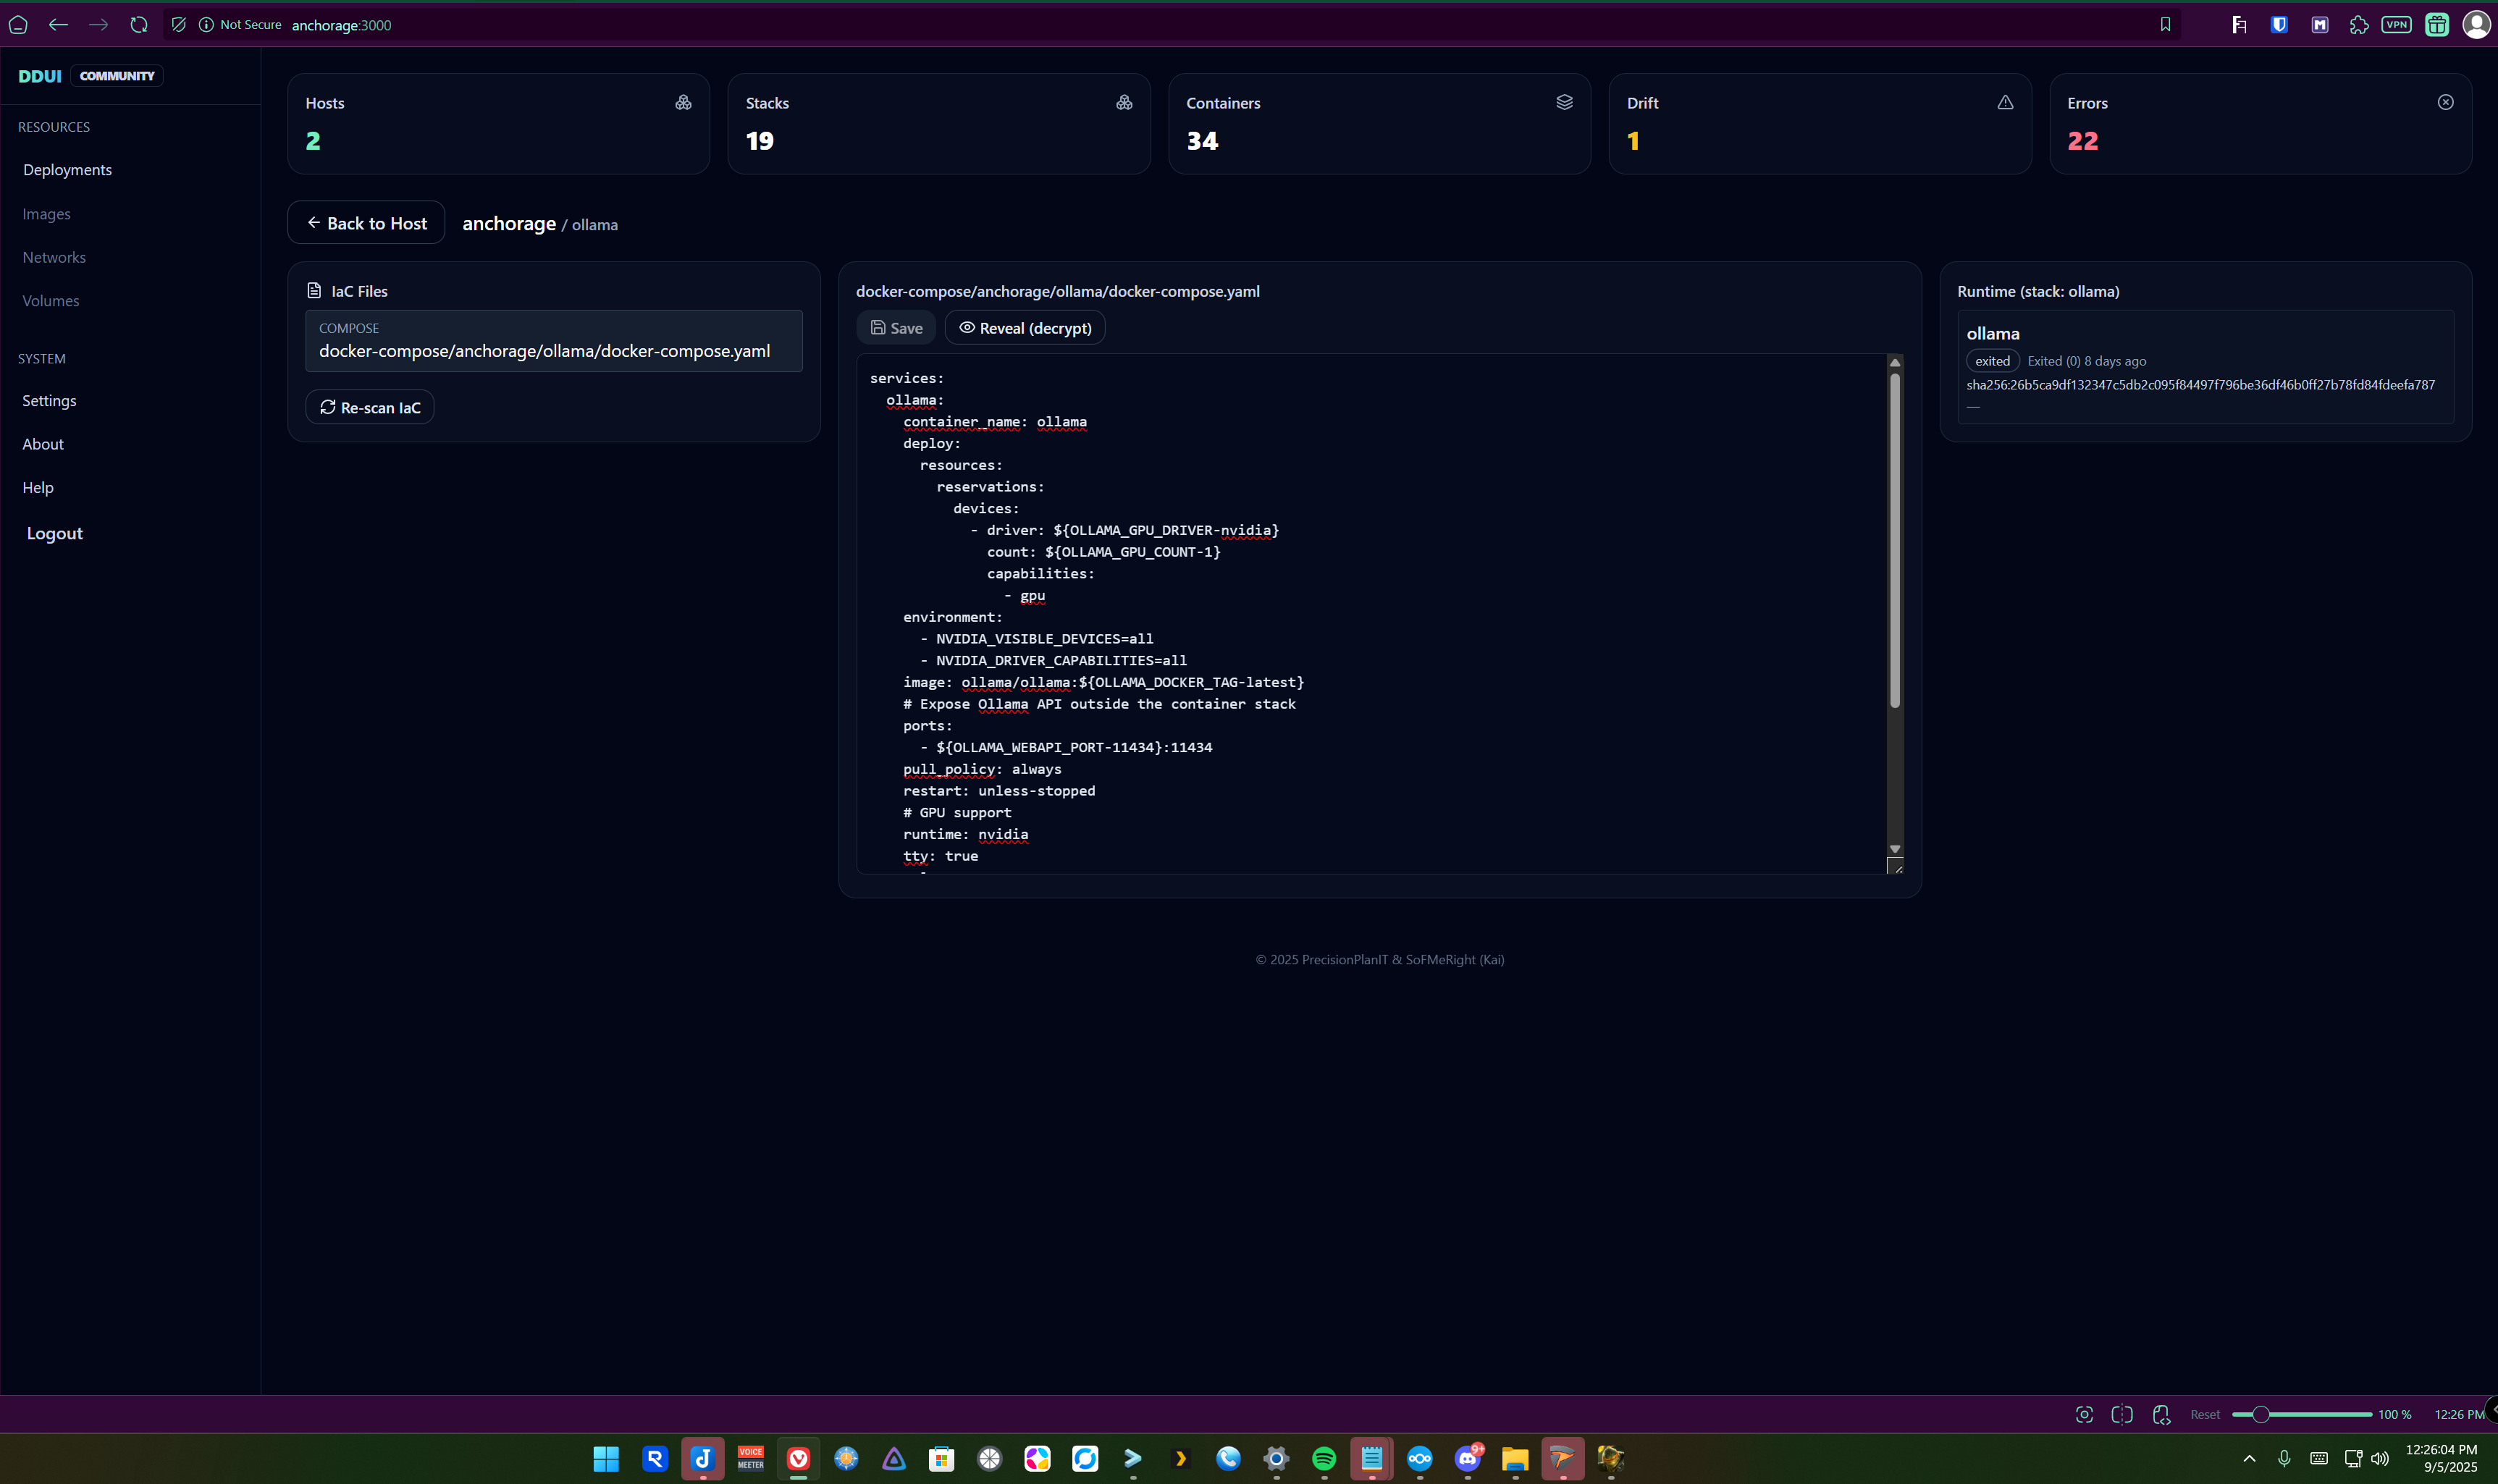 Not Secure anchorage:3000
VPN
DDUI COMMUNITY
RESOURCES
Deployments
Images
Networks
Volumes
SYSTEM
Settings
About
Help
Logout
Hosts
2
Stacks
19
Containers
34
Drift
1
Errors
22
Back to Host
anchorage / ollama
IaC Files
COMPOSE
docker-compose/anchorage/ollama/docker-compose.yaml
Re-scan IaC
docker-compose/anchorage/ollama/docker-compose.yaml
Save
Reveal (decrypt)
services:
  ollama:
    container_name: ollama
    deploy:
      resources:
        reservations:
          devices:
            - driver: ${OLLAMA_GPU_DRIVER-nvidia}
              count: ${OLLAMA_GPU_COUNT-1}
              capabilities:
                - gpu
    environment:
      - NVIDIA_VISIBLE_DEVICES=all
      - NVIDIA_DRIVER_CAPABILITIES=all
    image: ollama/ollama:${OLLAMA_DOCKER_TAG-latest}
    # Expose Ollama API outside the container stack
    ports:
      - ${OLLAMA_WEBAPI_PORT-11434}:11434
    pull_policy: always
    restart: unless-stopped
    # GPU support
    runtime: nvidia
    tty: true
Runtime (stack: ollama)
ollama
exited Exited (0) 8 days ago
sha256:26b5ca9df132347c5db2c095f84497f796be36df46b0ff27b78fd84fdeefa787
—
© 2025 PrecisionPlanIT & SoFMeRight (Kai)
Reset 100 % 12:26 PM
VOICE
MEETER
9+
12:26:04 PM
9/5/2025